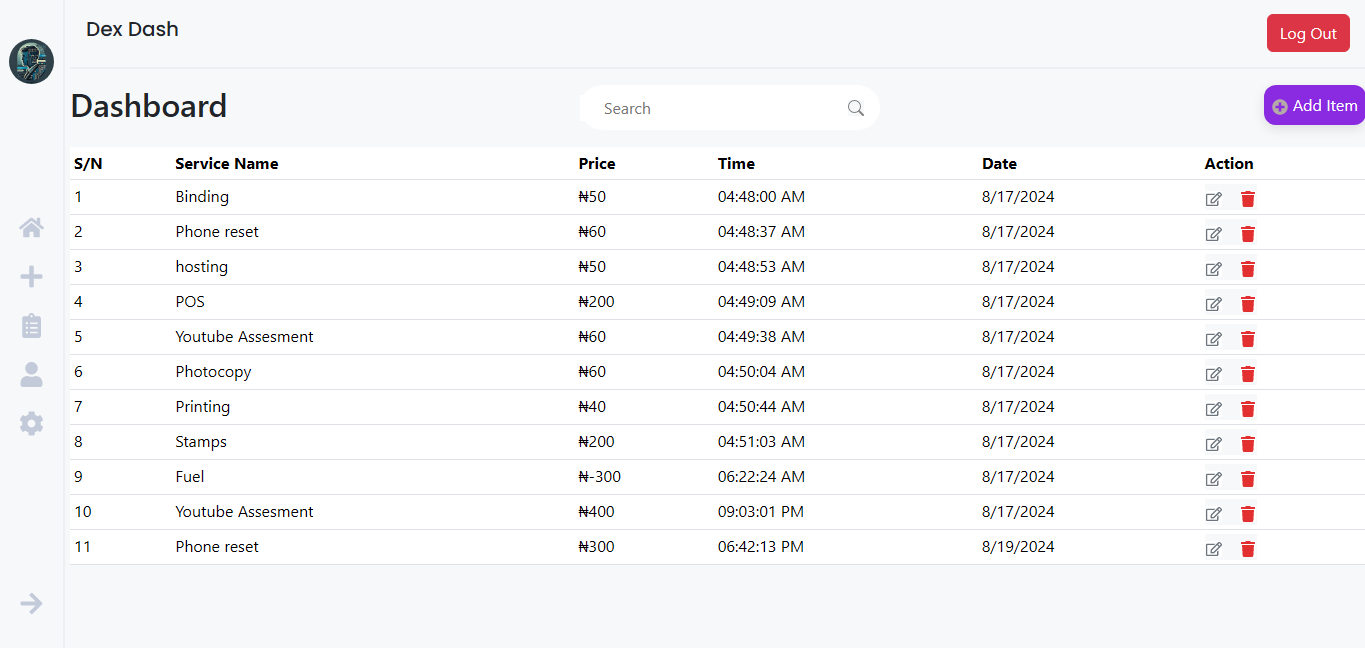 Dex Dash
Log Out
Dashboard
Search
Add Item
S/N Service Name Price Time Date Action
1 Binding ₦50 04:48:00 AM 8/17/2024
2 Phone reset ₦60 04:48:37 AM 8/17/2024
3 hosting ₦50 04:48:53 AM 8/17/2024
4 POS ₦200 04:49:09 AM 8/17/2024
5 Youtube Assesment ₦60 04:49:38 AM 8/17/2024
6 Photocopy ₦60 04:50:04 AM 8/17/2024
7 Printing ₦40 04:50:44 AM 8/17/2024
8 Stamps ₦200 04:51:03 AM 8/17/2024
9 Fuel ₦-300 06:22:24 AM 8/17/2024
10 Youtube Assesment ₦400 09:03:01 PM 8/17/2024
11 Phone reset ₦300 06:42:13 PM 8/19/2024